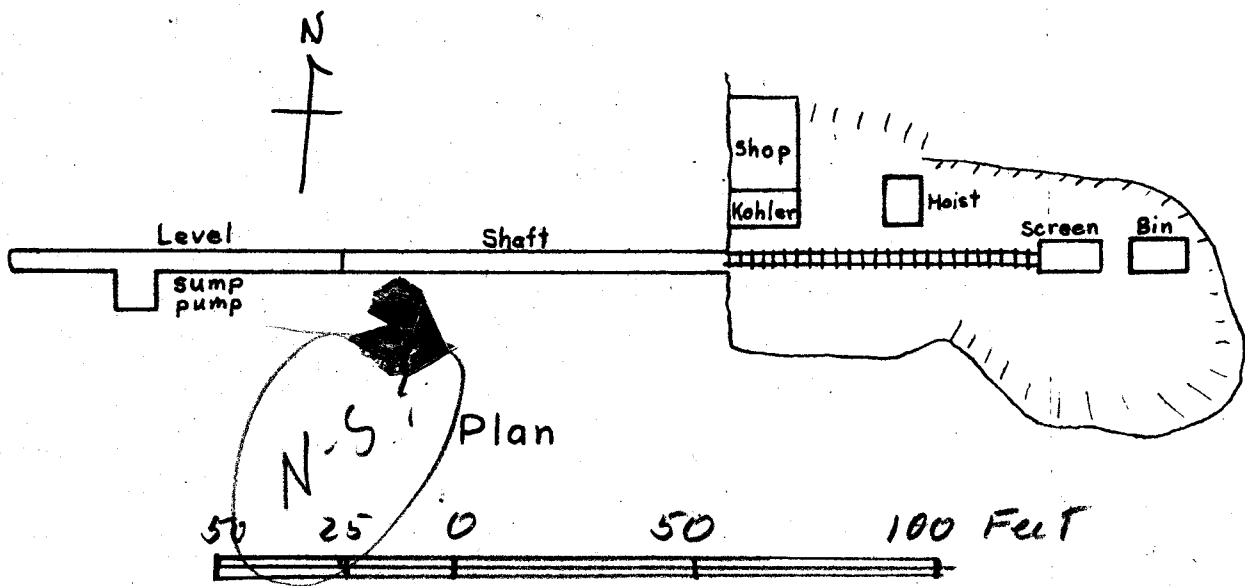 N
Shop
Kohler
Hoist
Level
Shaft
Screen
Bin
sump
pump
N-S
Plan
50 25 0 50 100 Feet